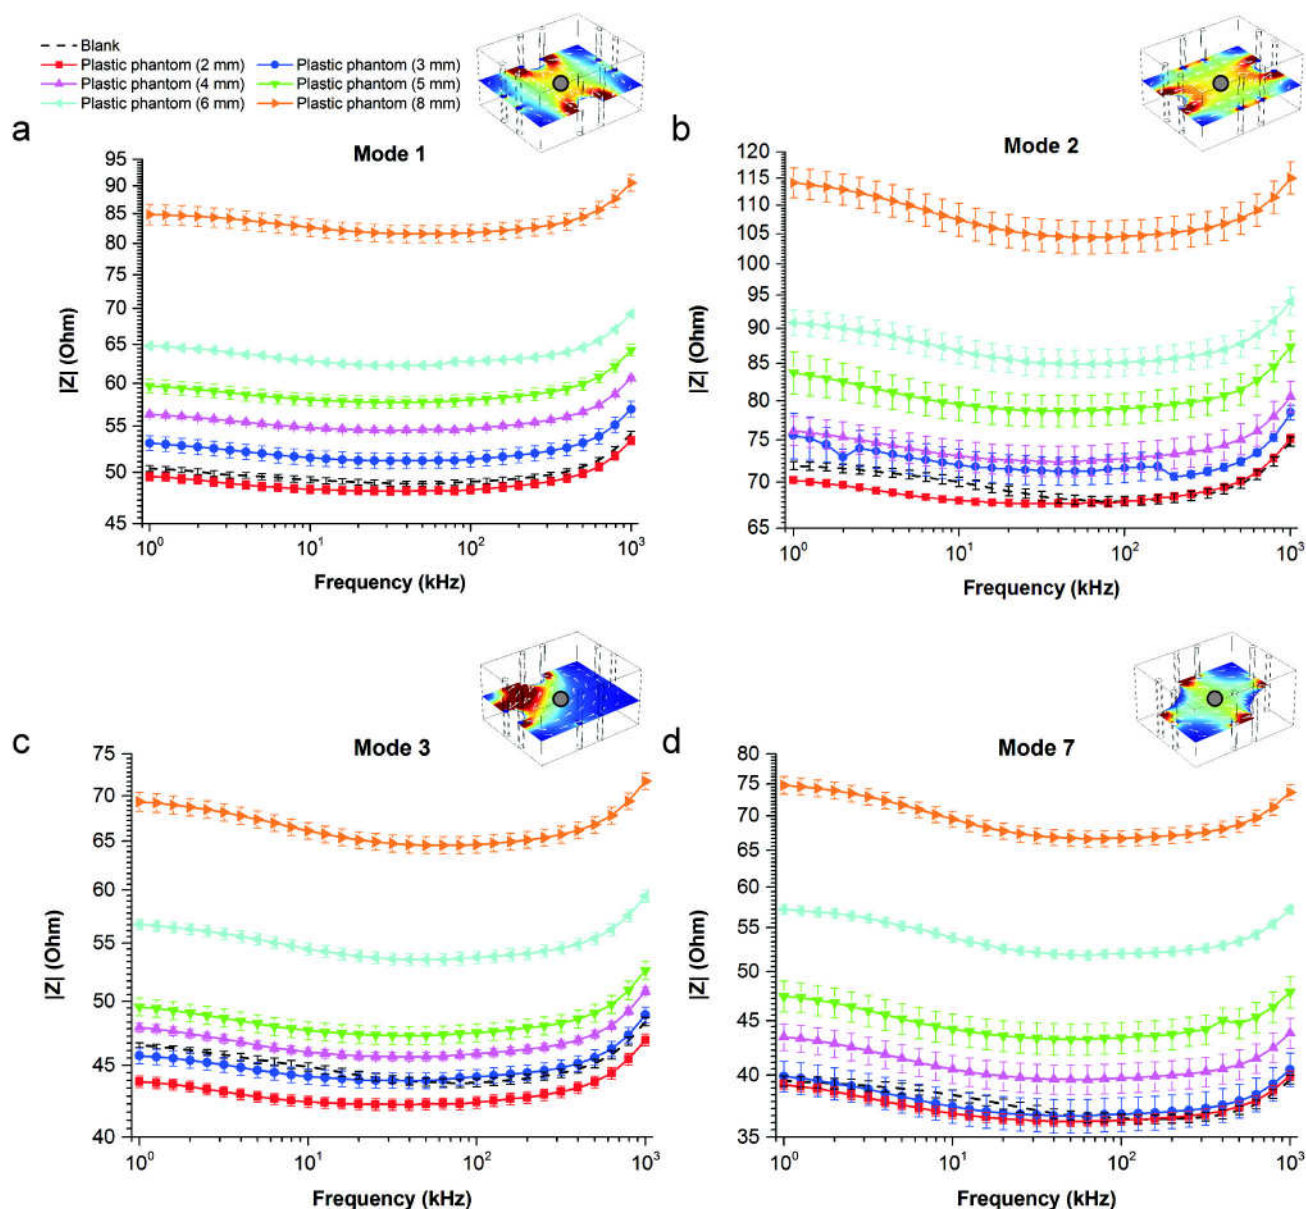 Blank
Plastic phantom (2 mm) Plastic phantom (3 mm)
Plastic phantom (4 mm) Plastic phantom (5 mm)
Plastic phantom (6 mm) Plastic phantom (8 mm)
a
Mode 1
95
90
85
80
75
70
65
60
55
50
45
|Z| (Ohm)
10⁰ 10¹ 10² 10³
Frequency (kHz)
b
Mode 2
120
115
110
105
100
95
90
85
80
75
70
65
|Z| (Ohm)
10⁰ 10¹ 10² 10³
Frequency (kHz)
c
Mode 3
75
70
65
60
55
50
45
40
|Z| (Ohm)
10⁰ 10¹ 10² 10³
Frequency (kHz)
d
Mode 7
80
75
70
65
60
55
50
45
40
35
|Z| (Ohm)
10⁰ 10¹ 10² 10³
Frequency (kHz)